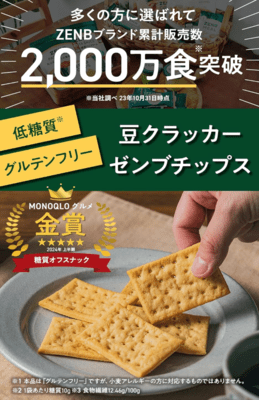 多くの方に選ばれて
ZENBブランド累計販売数
2,000万食※突破
※当社調べ 23年10月31日時点
低糖質※
グルテンフリー
豆クラッカー
ゼンブチップス
MONOQLO グルメ
金賞
★★★★★
2024年 上半期
糖質オフスナック
※1 本品は「グルテンフリー」ですが、小麦アレルギーの方に対応するものではありません。
※2 1袋あたり糖質10g ※3 食物繊維12.46g/100g